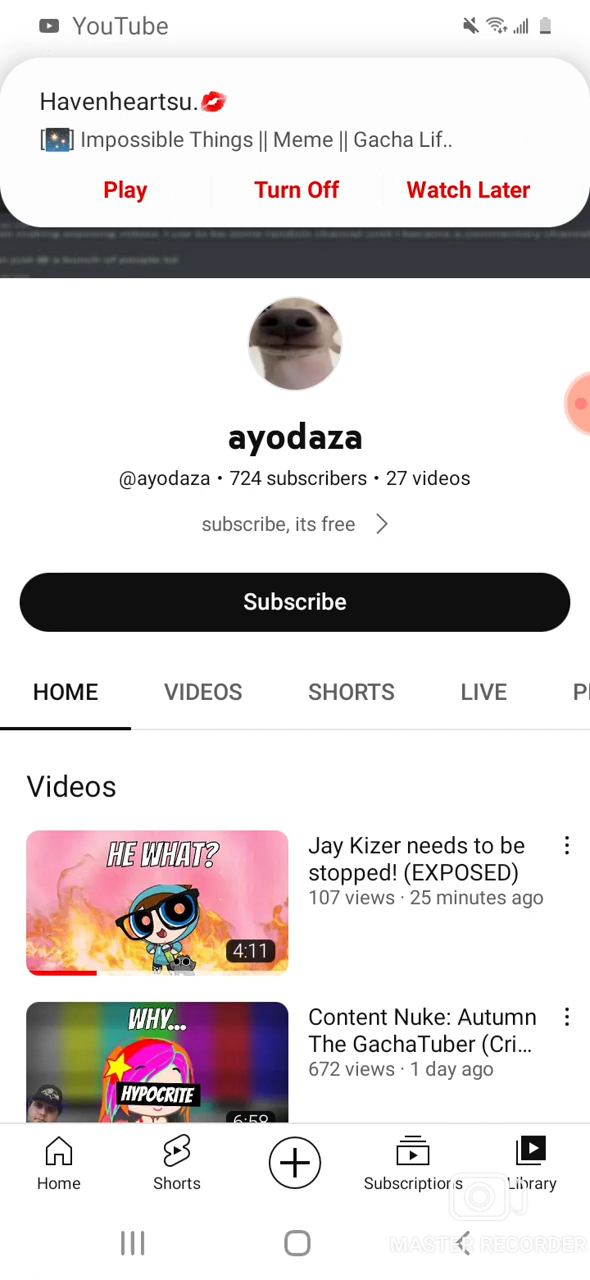 YouTube
Havenheartsu.💋
[🎇] Impossible Things || Meme || Gacha Lif..
Play
Turn Off
Watch Later
ayodaza
@ayodaza • 724 subscribers • 27 videos
subscribe, its free
Subscribe
HOME
VIDEOS
SHORTS
LIVE
Videos
HE WHAT?
4:11
Jay Kizer needs to be
stopped! (EXPOSED)
107 views · 25 minutes ago
WHY...
HYPOCRITE
6:59
Content Nuke: Autumn
The GachaTuber (Cri...
672 views · 1 day ago
Home
Shorts
Subscriptions
Library
MASTER RECORDER